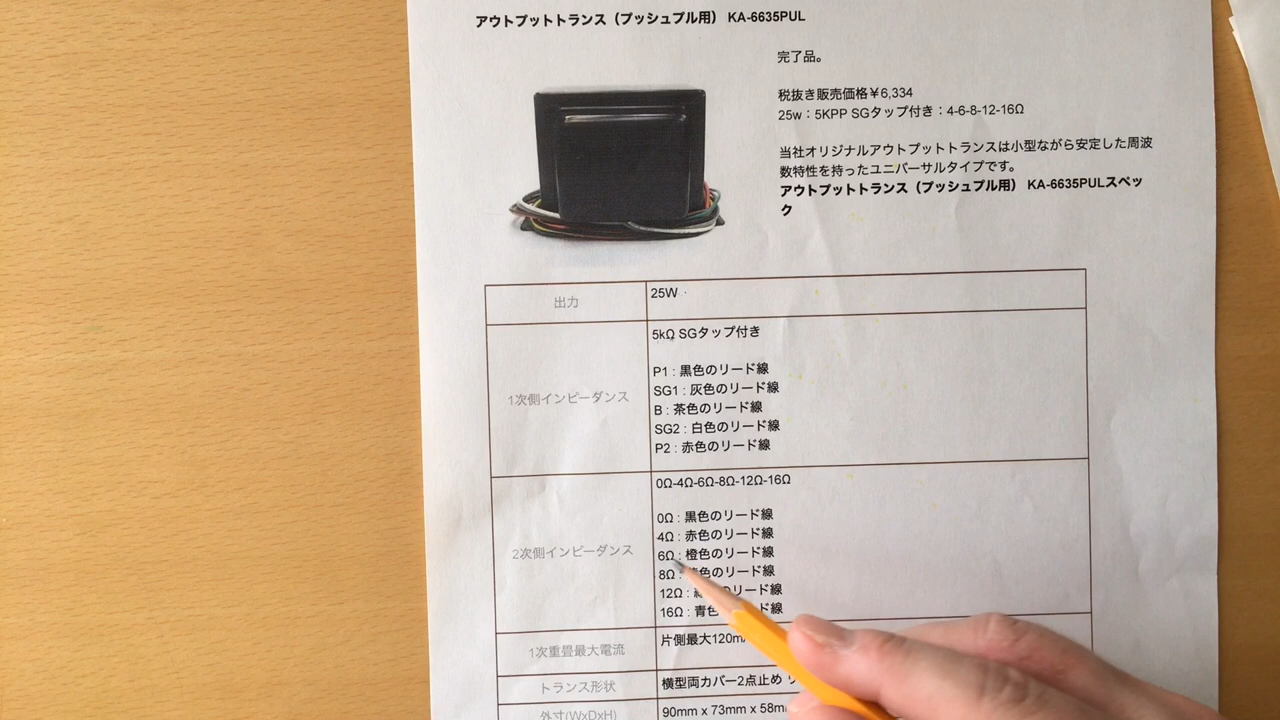 アウトプットトランス（プッシュプル用） KA-6635PUL
完了品。
税抜き販売価格￥6,334
25w：5KPP SGタップ付き：4-6-8-12-16Ω
当社オリジナルアウトプットトランスは小型ながら安定した周波
数特性を持ったユニバーサルタイプです。
アウトプットトランス（プッシュプル用） KA-6635PULスペッ
ク
出力
25W
1次側インピーダンス
5kΩ SGタップ付き
P1 : 黒色のリード線
SG1 : 灰色のリード線
B : 茶色のリード線
SG2 : 白色のリード線
P2 : 赤色のリード線
2次側インピーダンス
0Ω-4Ω-6Ω-8Ω-12Ω-16Ω
0Ω : 黒色のリード線
4Ω : 赤色のリード線
6Ω : 橙色のリード線
8Ω : 色のリード線
12Ω : のリード線
16Ω : 青色 ド線
1次重畳最大電流
片側最大120m
トランス形状
横型両カバー2点止め
外寸(WxDxH)
90mm x 73mm x 58m